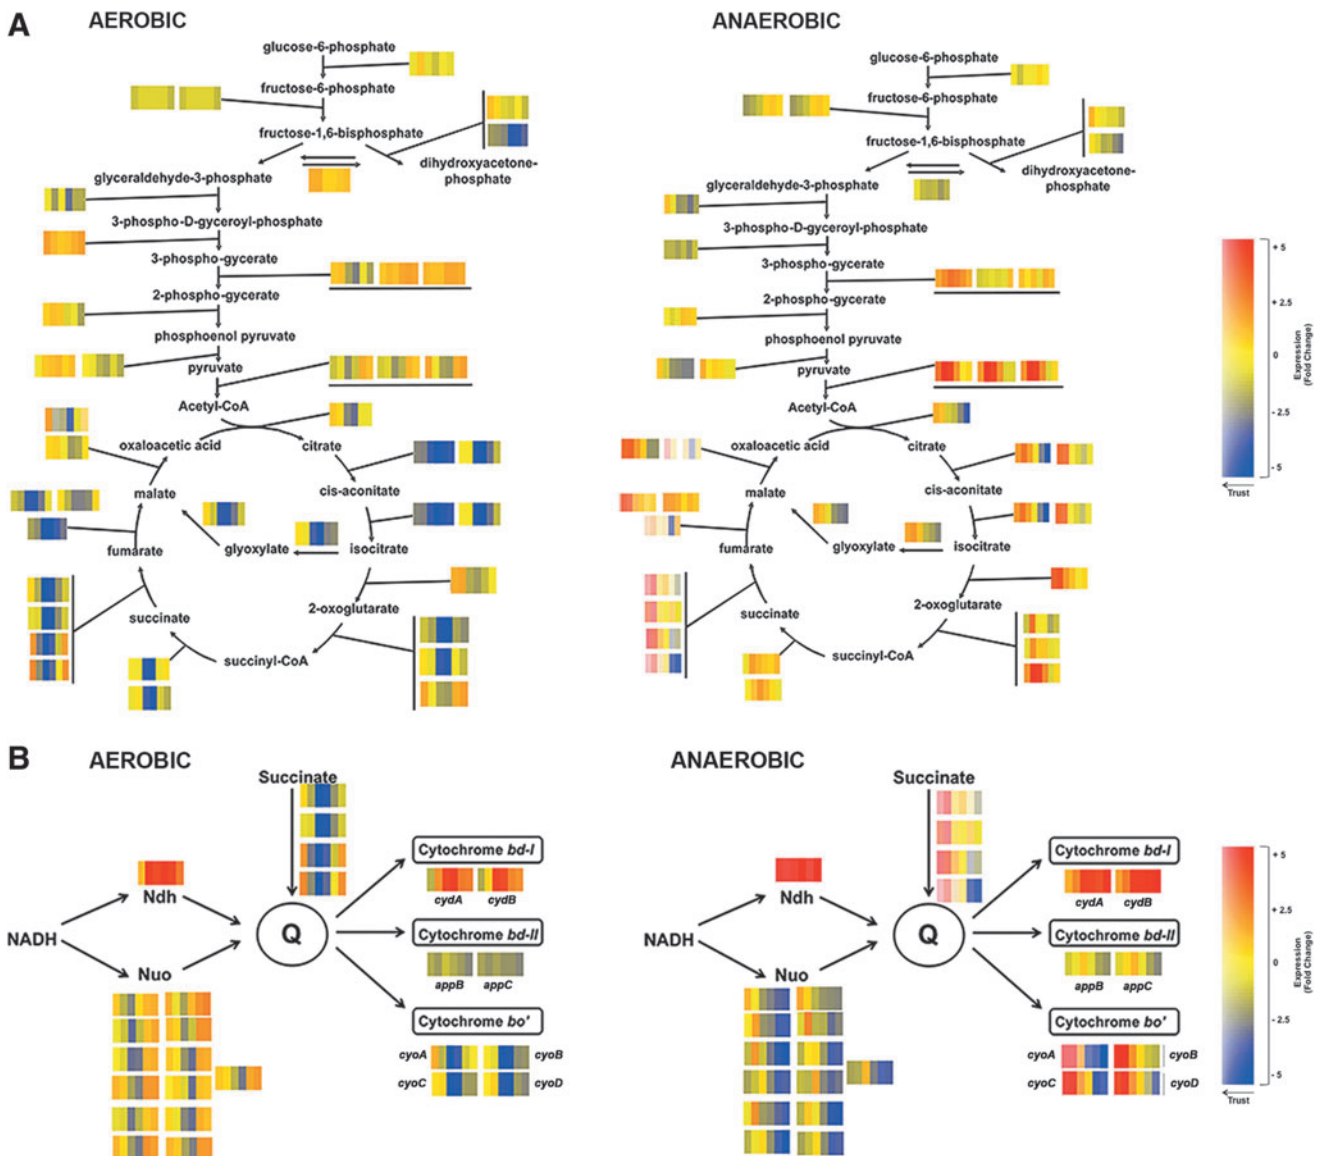 A
AEROBIC
glucose-6-phosphate
fructose-6-phosphate
fructose-1,6-bisphosphate
dihydroxyacetone-
phosphate
glyceraldehyde-3-phosphate
3-phospho-D-gyceroyl-phosphate
3-phospho-gycerate
2-phospho-gycerate
phosphoenol pyruvate
pyruvate
Acetyl-CoA
oxaloacetic acid
citrate
cis-aconitate
malate
fumarate
glyoxylate
isocitrate
2-oxoglutarate
succinate
succinyl-CoA
ANAEROBIC
glucose-6-phosphate
fructose-6-phosphate
fructose-1,6-bisphosphate
dihydroxyacetone-
phosphate
glyceraldehyde-3-phosphate
3-phospho-D-gyceroyl-phosphate
3-phospho-gycerate
2-phospho-gycerate
phosphoenol pyruvate
pyruvate
Acetyl-CoA
oxaloacetic acid
citrate
cis-aconitate
malate
fumarate
glyoxylate
isocitrate
2-oxoglutarate
succinate
succinyl-CoA
+ 5
+ 2.5
0
- 2.5
- 5
Expression
(Fold Change)
Trust
B
AEROBIC
Succinate
Ndh
NADH
Nuo
Q
Cytochrome bd-I
cydA cydB
Cytochrome bd-II
appB appC
Cytochrome bo'
cyoA cyoB
cyoC cyoD
ANAEROBIC
Succinate
Ndh
NADH
Nuo
Q
Cytochrome bd-I
cydA cydB
Cytochrome bd-II
appB appC
Cytochrome bo'
cyoA cyoB
cyoC cyoD
+ 5
+ 2.5
0
- 2.5
- 5
Expression
(Fold Change)
Trust